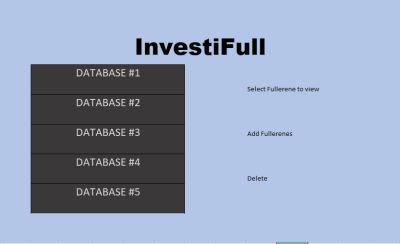 InvestiFull
DATABASE #1
DATABASE #2
DATABASE #3
DATABASE #4
DATABASE #5
Select Fullerene to view
Add Fullerenes
Delete